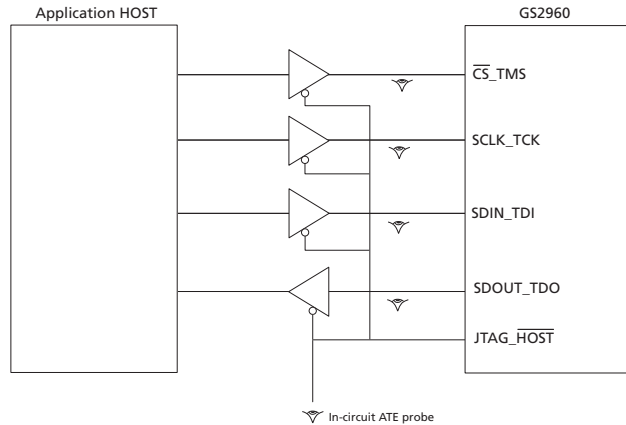 Application HOST
GS2960
CS_TMS
SCLK_TCK
SDIN_TDI
SDOUT_TDO
JTAG_HOST
In-circuit ATE probe